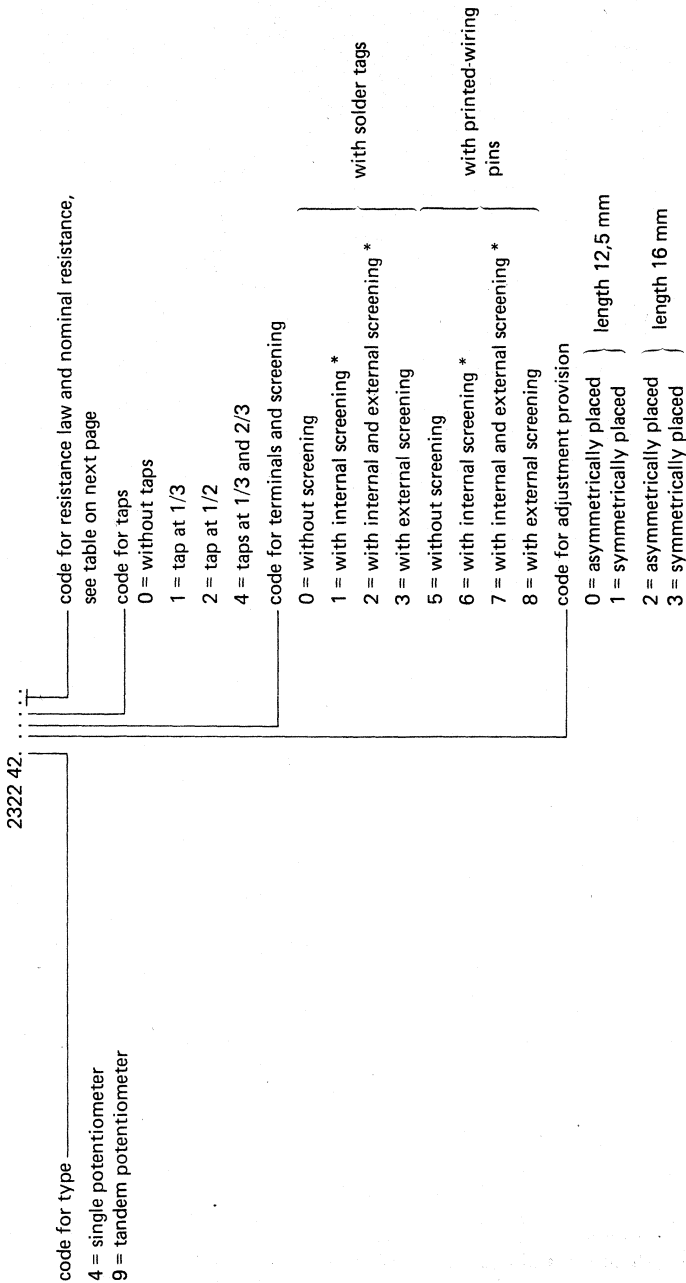 2322 42. . . . . .
code for type
4 = single potentiometer
9 = tandem potentiometer
code for resistance law and nominal resistance,
see table on next page
code for taps
0 = without taps
1 = tap at 1/3
2 = tap at 1/2
4 = taps at 1/3 and 2/3
code for terminals and screening
0 = without screening
1 = with internal screening *
2 = with internal and external screening *
3 = with external screening
with solder tags
5 = without screening
6 = with internal screening *
7 = with internal and external screening *
8 = with external screening
with printed-wiring
pins
code for adjustment provision
0 = asymmetrically placed
1 = symmetrically placed
length 12,5 mm
2 = asymmetrically placed
3 = symmetrically placed
length 16 mm